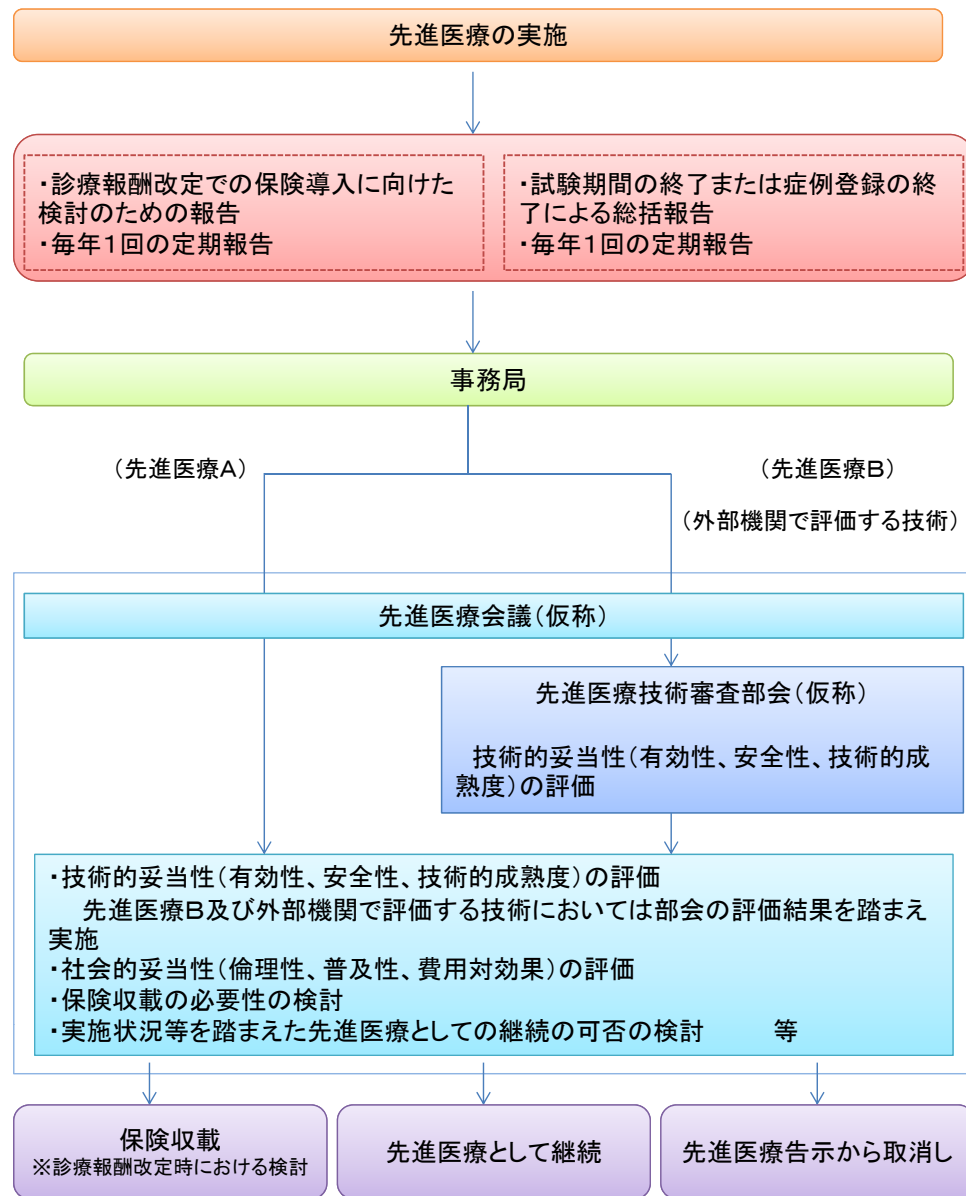 先進医療の実施
・診療報酬改定での保険導入に向けた
検討のための報告
・毎年１回の定期報告
・試験期間の終了または症例登録の終
了による総括報告
・毎年１回の定期報告
事務局
（先進医療Ａ）
（先進医療Ｂ）
（外部機関で評価する技術）
先進医療会議（仮称）
先進医療技術審査部会（仮称）
技術的妥当性（有効性、安全性、技術的成
熟度）の評価
・技術的妥当性（有効性、安全性、技術的成熟度）の評価
先進医療Ｂ及び外部機関で評価する技術においては部会の評価結果を踏まえ
実施
・社会的妥当性（倫理性、普及性、費用対効果）の評価
・保険収載の必要性の検討
・実施状況等を踏まえた先進医療としての継続の可否の検討　　　等
保険収載
※診療報酬改定時における検討
先進医療として継続
先進医療告示から取消し